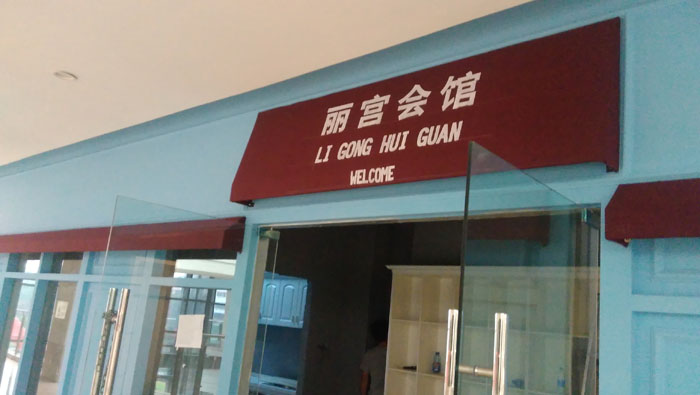 丽宫会馆
LI GONG HUI GUAN
WELCOME